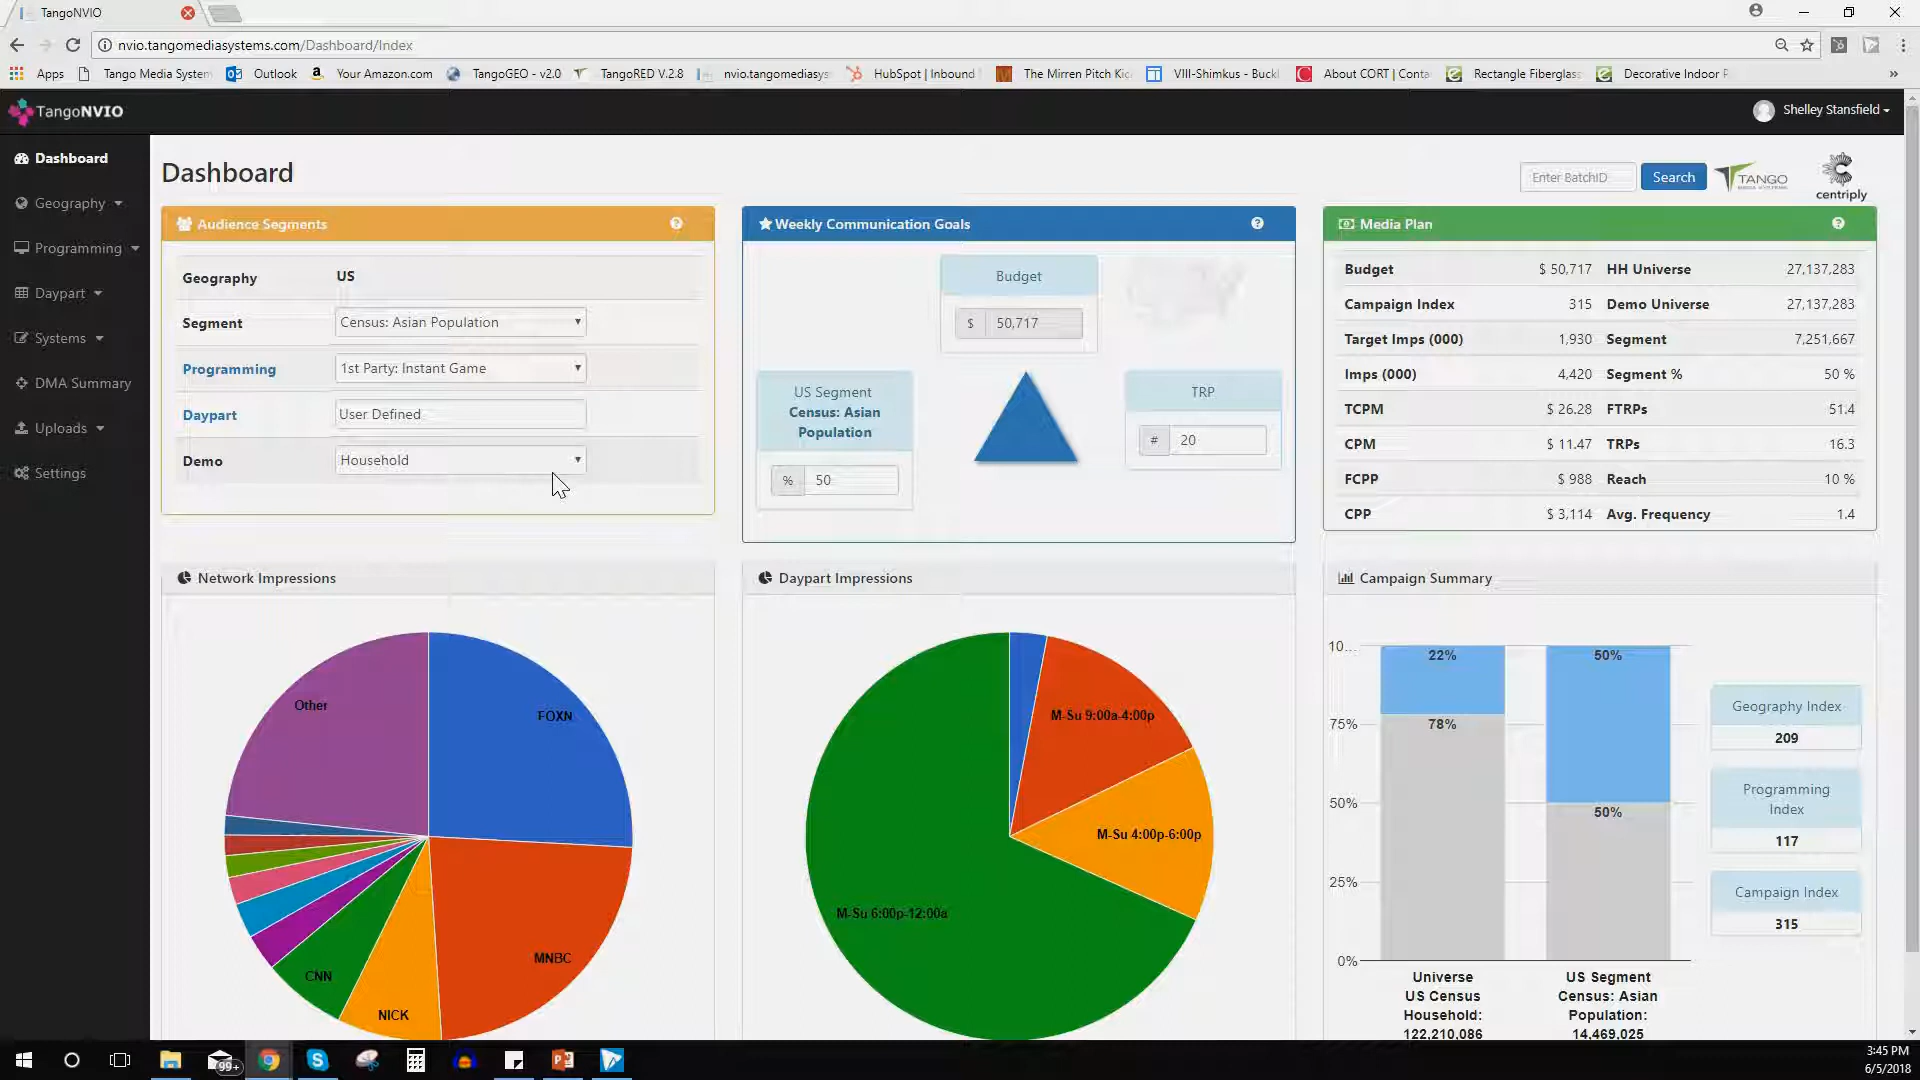 TangoNVIO
nvio.tangomediasystems.com/Dashboard/Index
Apps
Tango Media System
Outlook
Your Amazon.com
TangoGEO - v2.0
TangoRED V.2.8
nvio.tangomediasys
HubSpot | Inbound
The Mirren Pitch Kic
VIII-Shimkus - Buckl
About CORT | Conta
Rectangle Fiberglass
Decorative Indoor P
»
TangoNVIO
Shelley Stansfield
Dashboard
Geography
Programming
Daypart
Systems
DMA Summary
Uploads
Settings
Dashboard
Enter BatchID
Search
TANGO
centriply
Audience Segments
Geography US
Segment Census: Asian Population
Programming 1st Party: Instant Game
Daypart User Defined
Demo Household
Weekly Communication Goals
Budget
$ 50,717
US Segment
Census: Asian
Population
% 50
TRP
# 20
Media Plan
Budget $ 50,717 HH Universe 27,137,283
Campaign Index 315 Demo Universe 27,137,283
Target Imps (000) 1,930 Segment 7,251,667
Imps (000) 4,420 Segment % 50 %
TCPM $ 26.28 FTRPs 51.4
CPM $ 11.47 TRPs 16.3
FCPP $ 988 Reach 10 %
CPP $ 3,114 Avg. Frequency 1.4
Network Impressions
Other
FOXN
MNBC
CNN
NICK
Daypart Impressions
M-Su 9:00a-4:00p
M-Su 4:00p-6:00p
M-Su 6:00p-12:00a
Campaign Summary
10...
75%
50%
25%
0%
22%
78%
50%
50%
Universe
US Census
Household:
122,210,086
US Segment
Census: Asian
Population:
14,469,025
Geography Index
209
Programming
Index
117
Campaign Index
315
99+
3:45 PM
6/5/2018